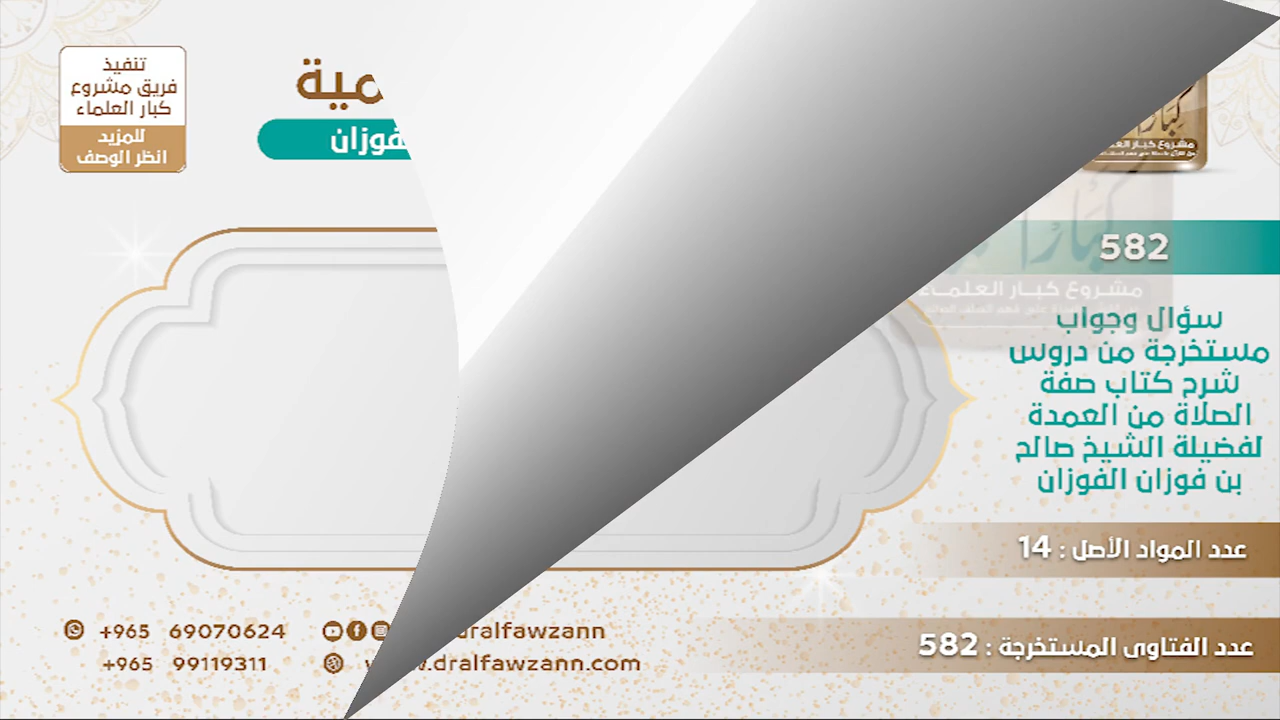 تنفيذ
فريق مشروع
كبار العلماء
للمزيد
انظر الوصف
مشروع كبار
582
مشروع كبار العلماء
سؤال وجواب
مستخرجة من دروس
شرح كتاب صفة
الصلاة من العمدة
لفضيلة الشيخ صالح
بن فوزان الفوزان
عدد المواد الأصل : 14
عدد الفتاوى المستخرجة : 582
+965 69070624
dralfawzann
+965 99119311
.dralfawzann.com